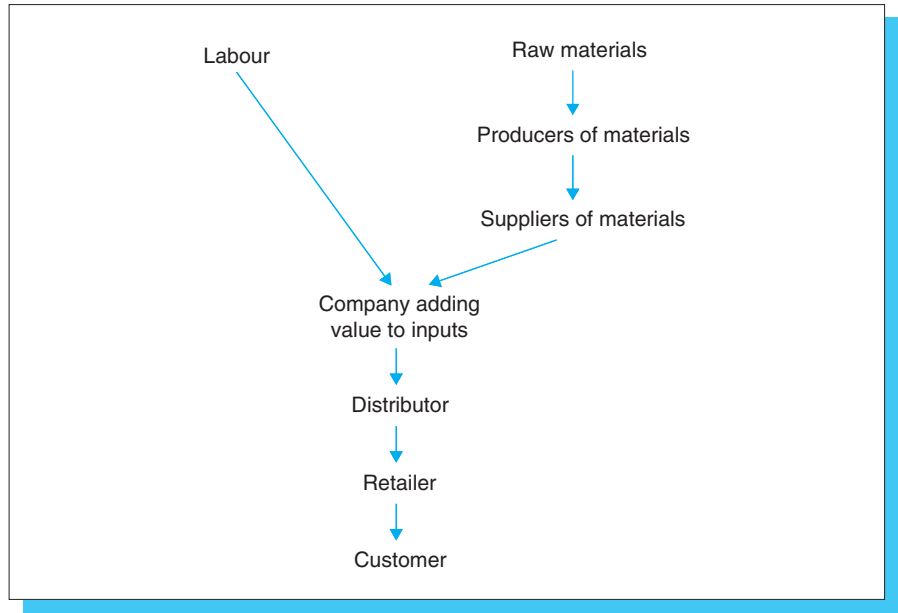 Labour
Raw materials
Producers of materials
Suppliers of materials
Company adding
value to inputs
Distributor
Retailer
Customer